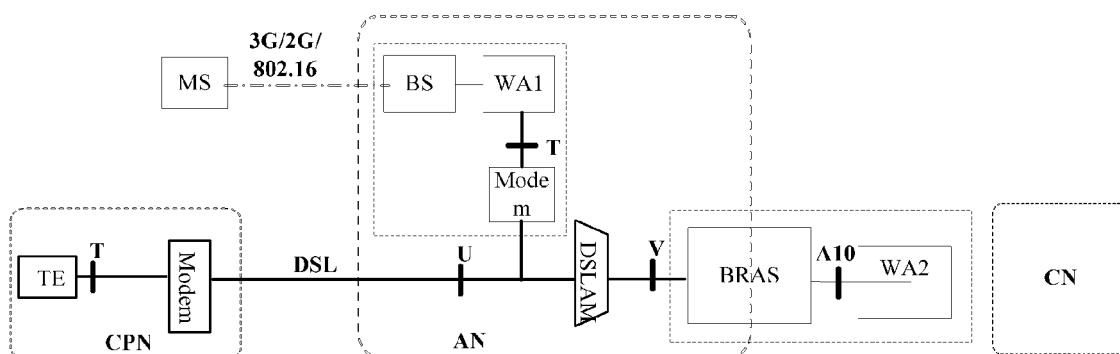 3G/2G/
802.16
MS
BS
WA1
T
Mode
m
TE
T
Modem
DSL
U
DSLAM
V
BRAS
A10
WA2
CN
CPN
AN